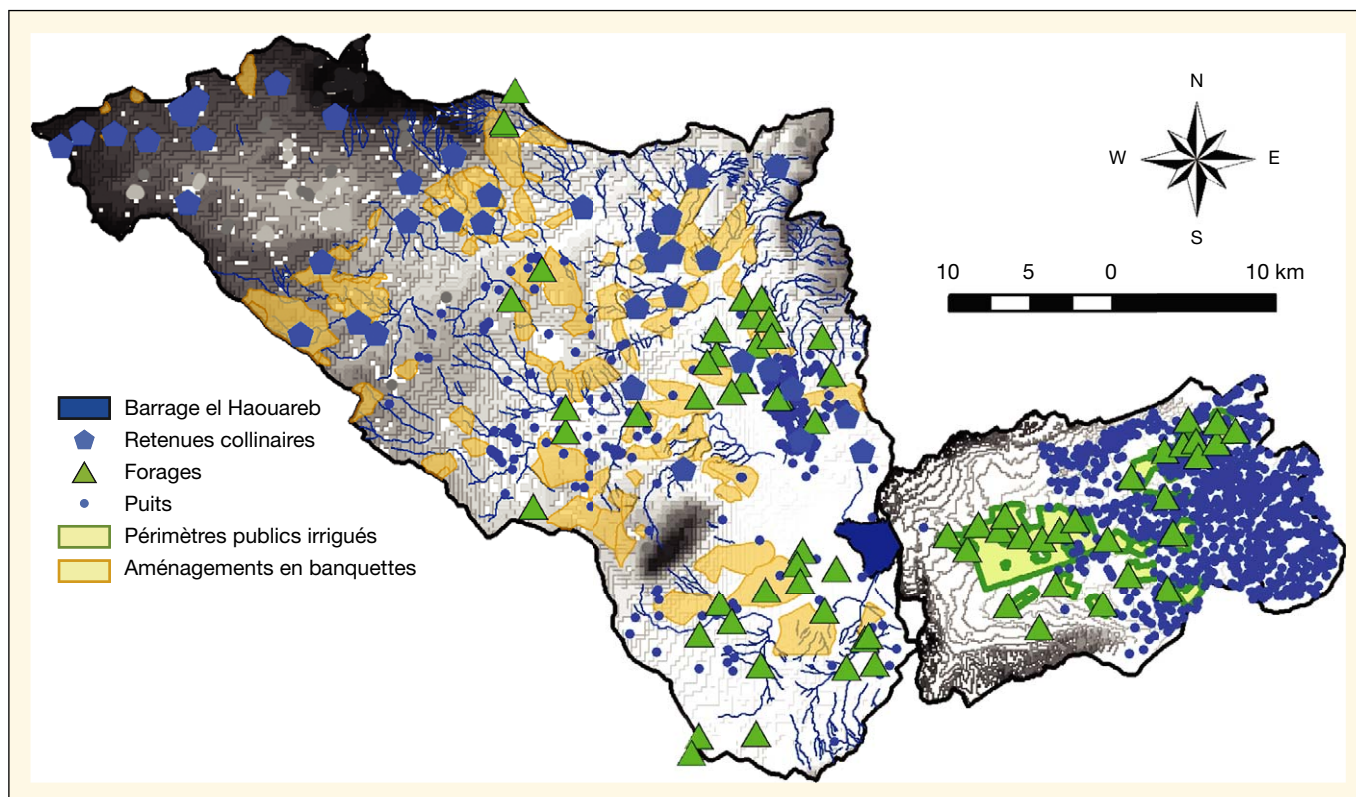 N
W E
S
10 5 0 10 km
Barrage el Haouareb
Retenues collinaires
Forages
Puits
Périmètres publics irrigués
Aménagements en banquettes